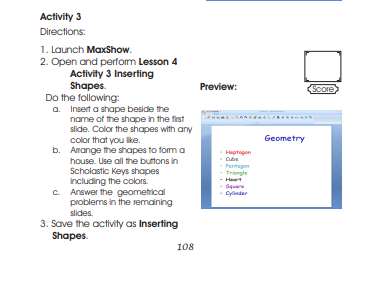 Activity 3
Directions:
1. Launch MaxShow.
2. Open and perform Lesson 4
Activity 3 Inserting
Shapes.
Do the following:
a. Insert a shape beside the
name of the shape in the first
slide. Color the shapes with any
color that you like.
b. Arrange the shapes to form a
house. Use all the buttons in
Scholastic Keys shapes
including the colors.
c. Answer the geometrical
problems in the remaining
slides.
3. Save the activity as Inserting
Shapes.
Score
Preview:
Geometry
• Heptagon
• Cube
• Pentagon
• Triangle
• Heart
• Square
• Cylinder
108